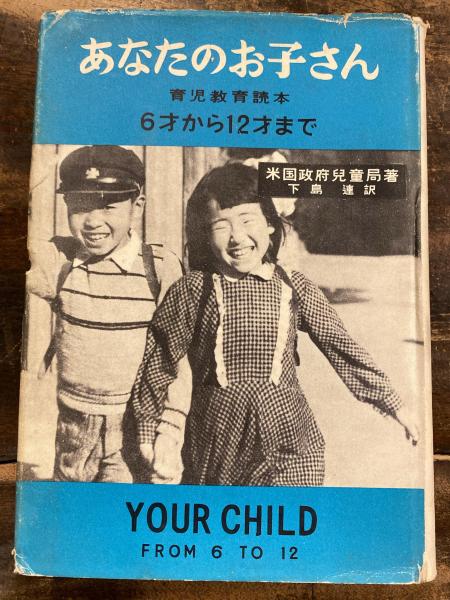 あなたのお子さん
育児教育読本
6才から12才まで
米国政府兒童局著
下島連訳
YOUR CHILD
FROM 6 TO 12